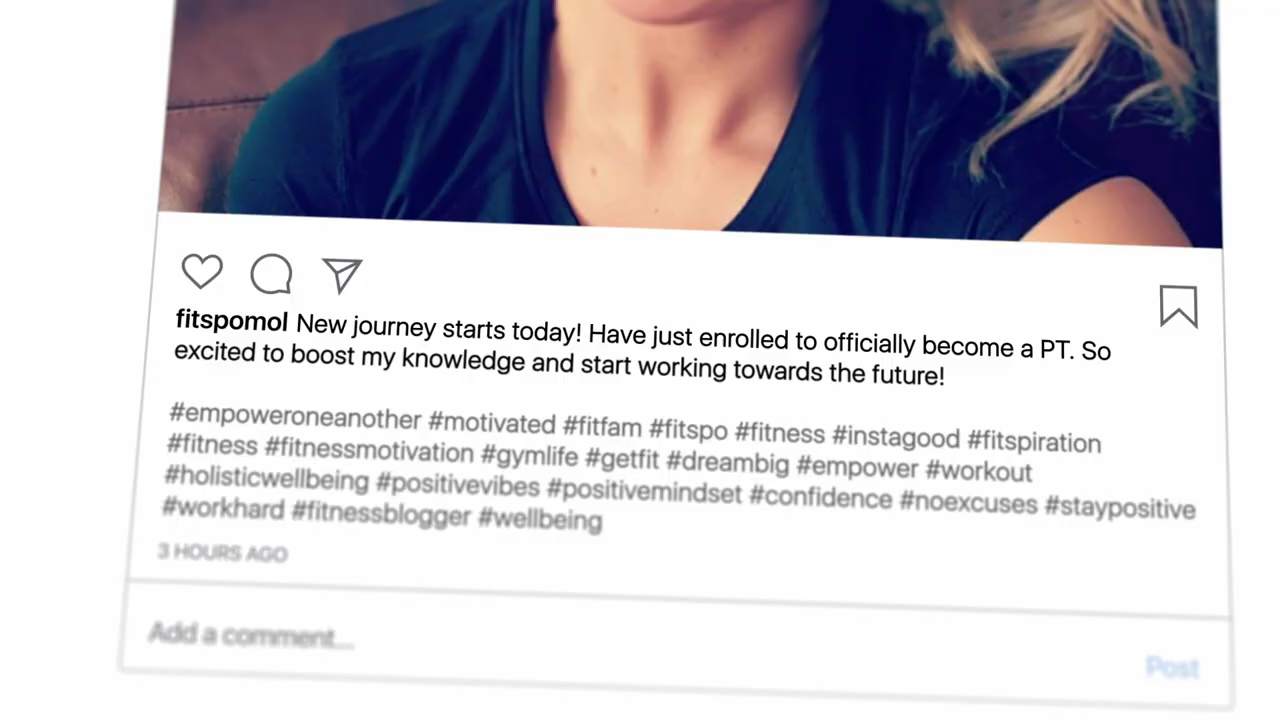 fitspomol New journey starts today! Have just enrolled to officially become a PT. So
excited to boost my knowledge and start working towards the future!
#empoweroneanother #motivated #fitfam #fitspo #fitness #instagood #fitspiration
#fitness #fitnessmotivation #gymlife #getfit #dreambig #empower #workout
#holisticwellbeing #positivevibes #positivemindset #confidence #noexcuses #staypositive
#workhard #fitnessblogger #wellbeing
3 HOURS AGO
Add a comment...
Post